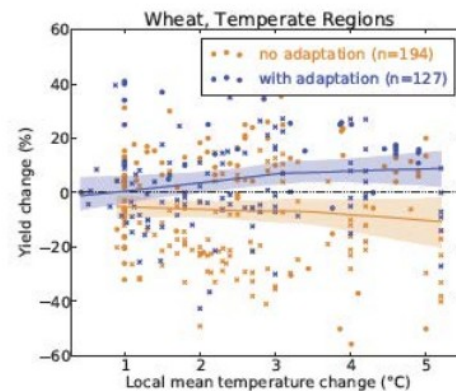 Wheat, Temperate Regions
no adaptation (n=194)
with adaptation (n=127)
60
40
20
0
−20
−40
−60
Yield change (%)
1 2 3 4 5
Local mean temperature change (°C)